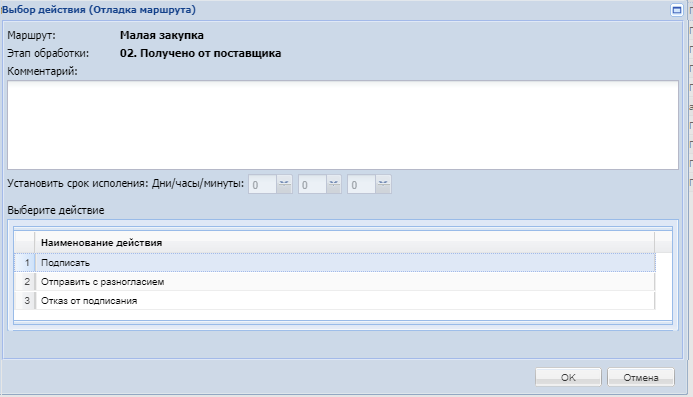 Выбор действия (Отладка маршрута)
Маршрут: Малая закупка
Этап обработки: 02. Получено от поставщика
Комментарий:
Установить срок исполения: Дни/часы/минуты: 0 0 0
Выберите действие
Наименование действия
1 Подписать
2 Отправить с разногласием
3 Отказ от подписания
OK Отмена